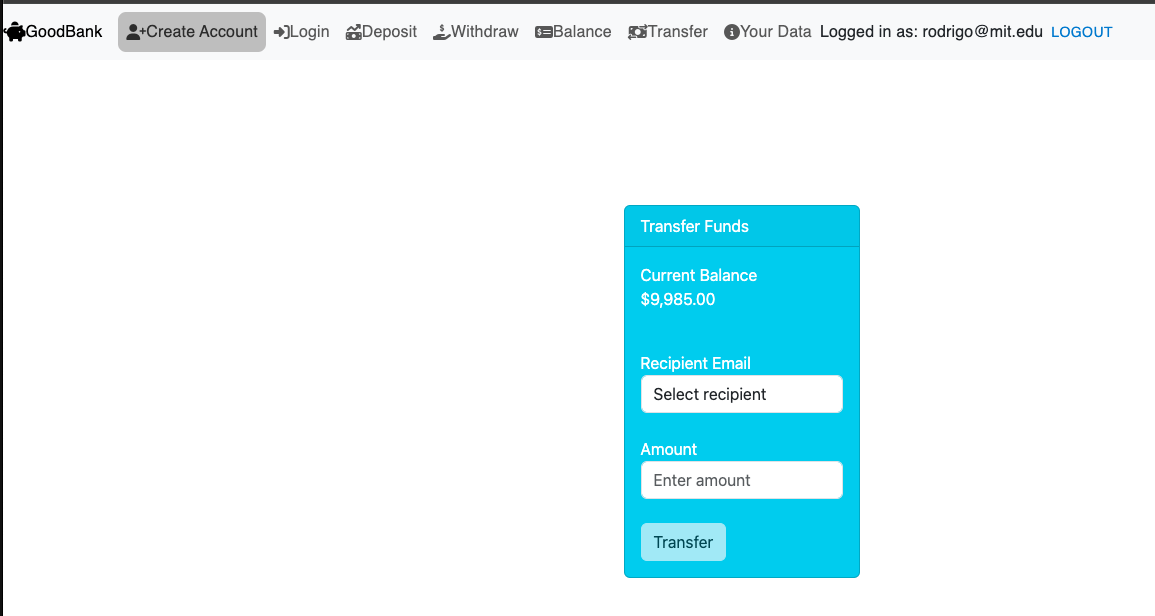 GoodBank Create Account Login Deposit Withdraw Balance Transfer Your Data Logged in as: rodrigo@mit.edu LOGOUT
Transfer Funds
Current Balance
$9,985.00
Recipient Email
Select recipient
Amount
Enter amount
Transfer